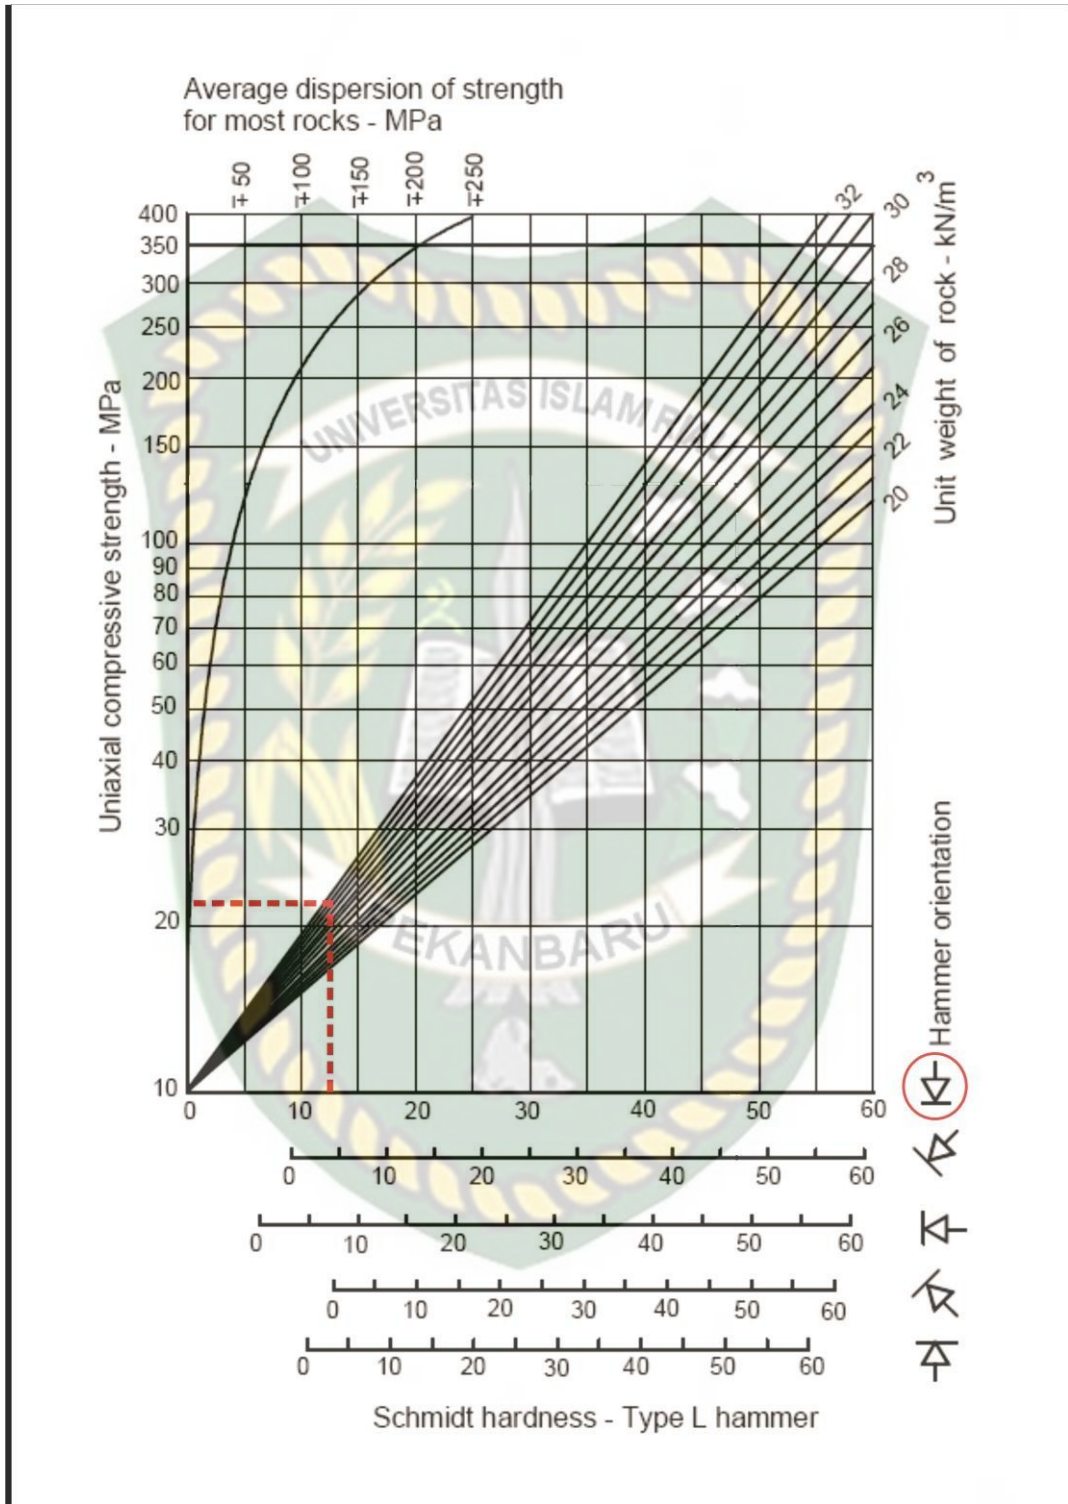 Average dispersion of strength
for most rocks - MPa
∓ 50
∓100
∓150
∓200
∓250
400
350
300
250
200
150
100
90
80
70
60
50
40
30
20
10
Uniaxial compressive strength - MPa
32
30
28
26
24
22
20
Unit weight of rock - kN/m³
UNIVERSITAS ISLAM RIAU
PEKANBARU
Hammer orientation
0 10 20 30 40 50 60
0 10 20 30 40 50 60
0 10 20 30 40 50 60
0 10 20 30 40 50 60
0 10 20 30 40 50 60
Schmidt hardness - Type L hammer